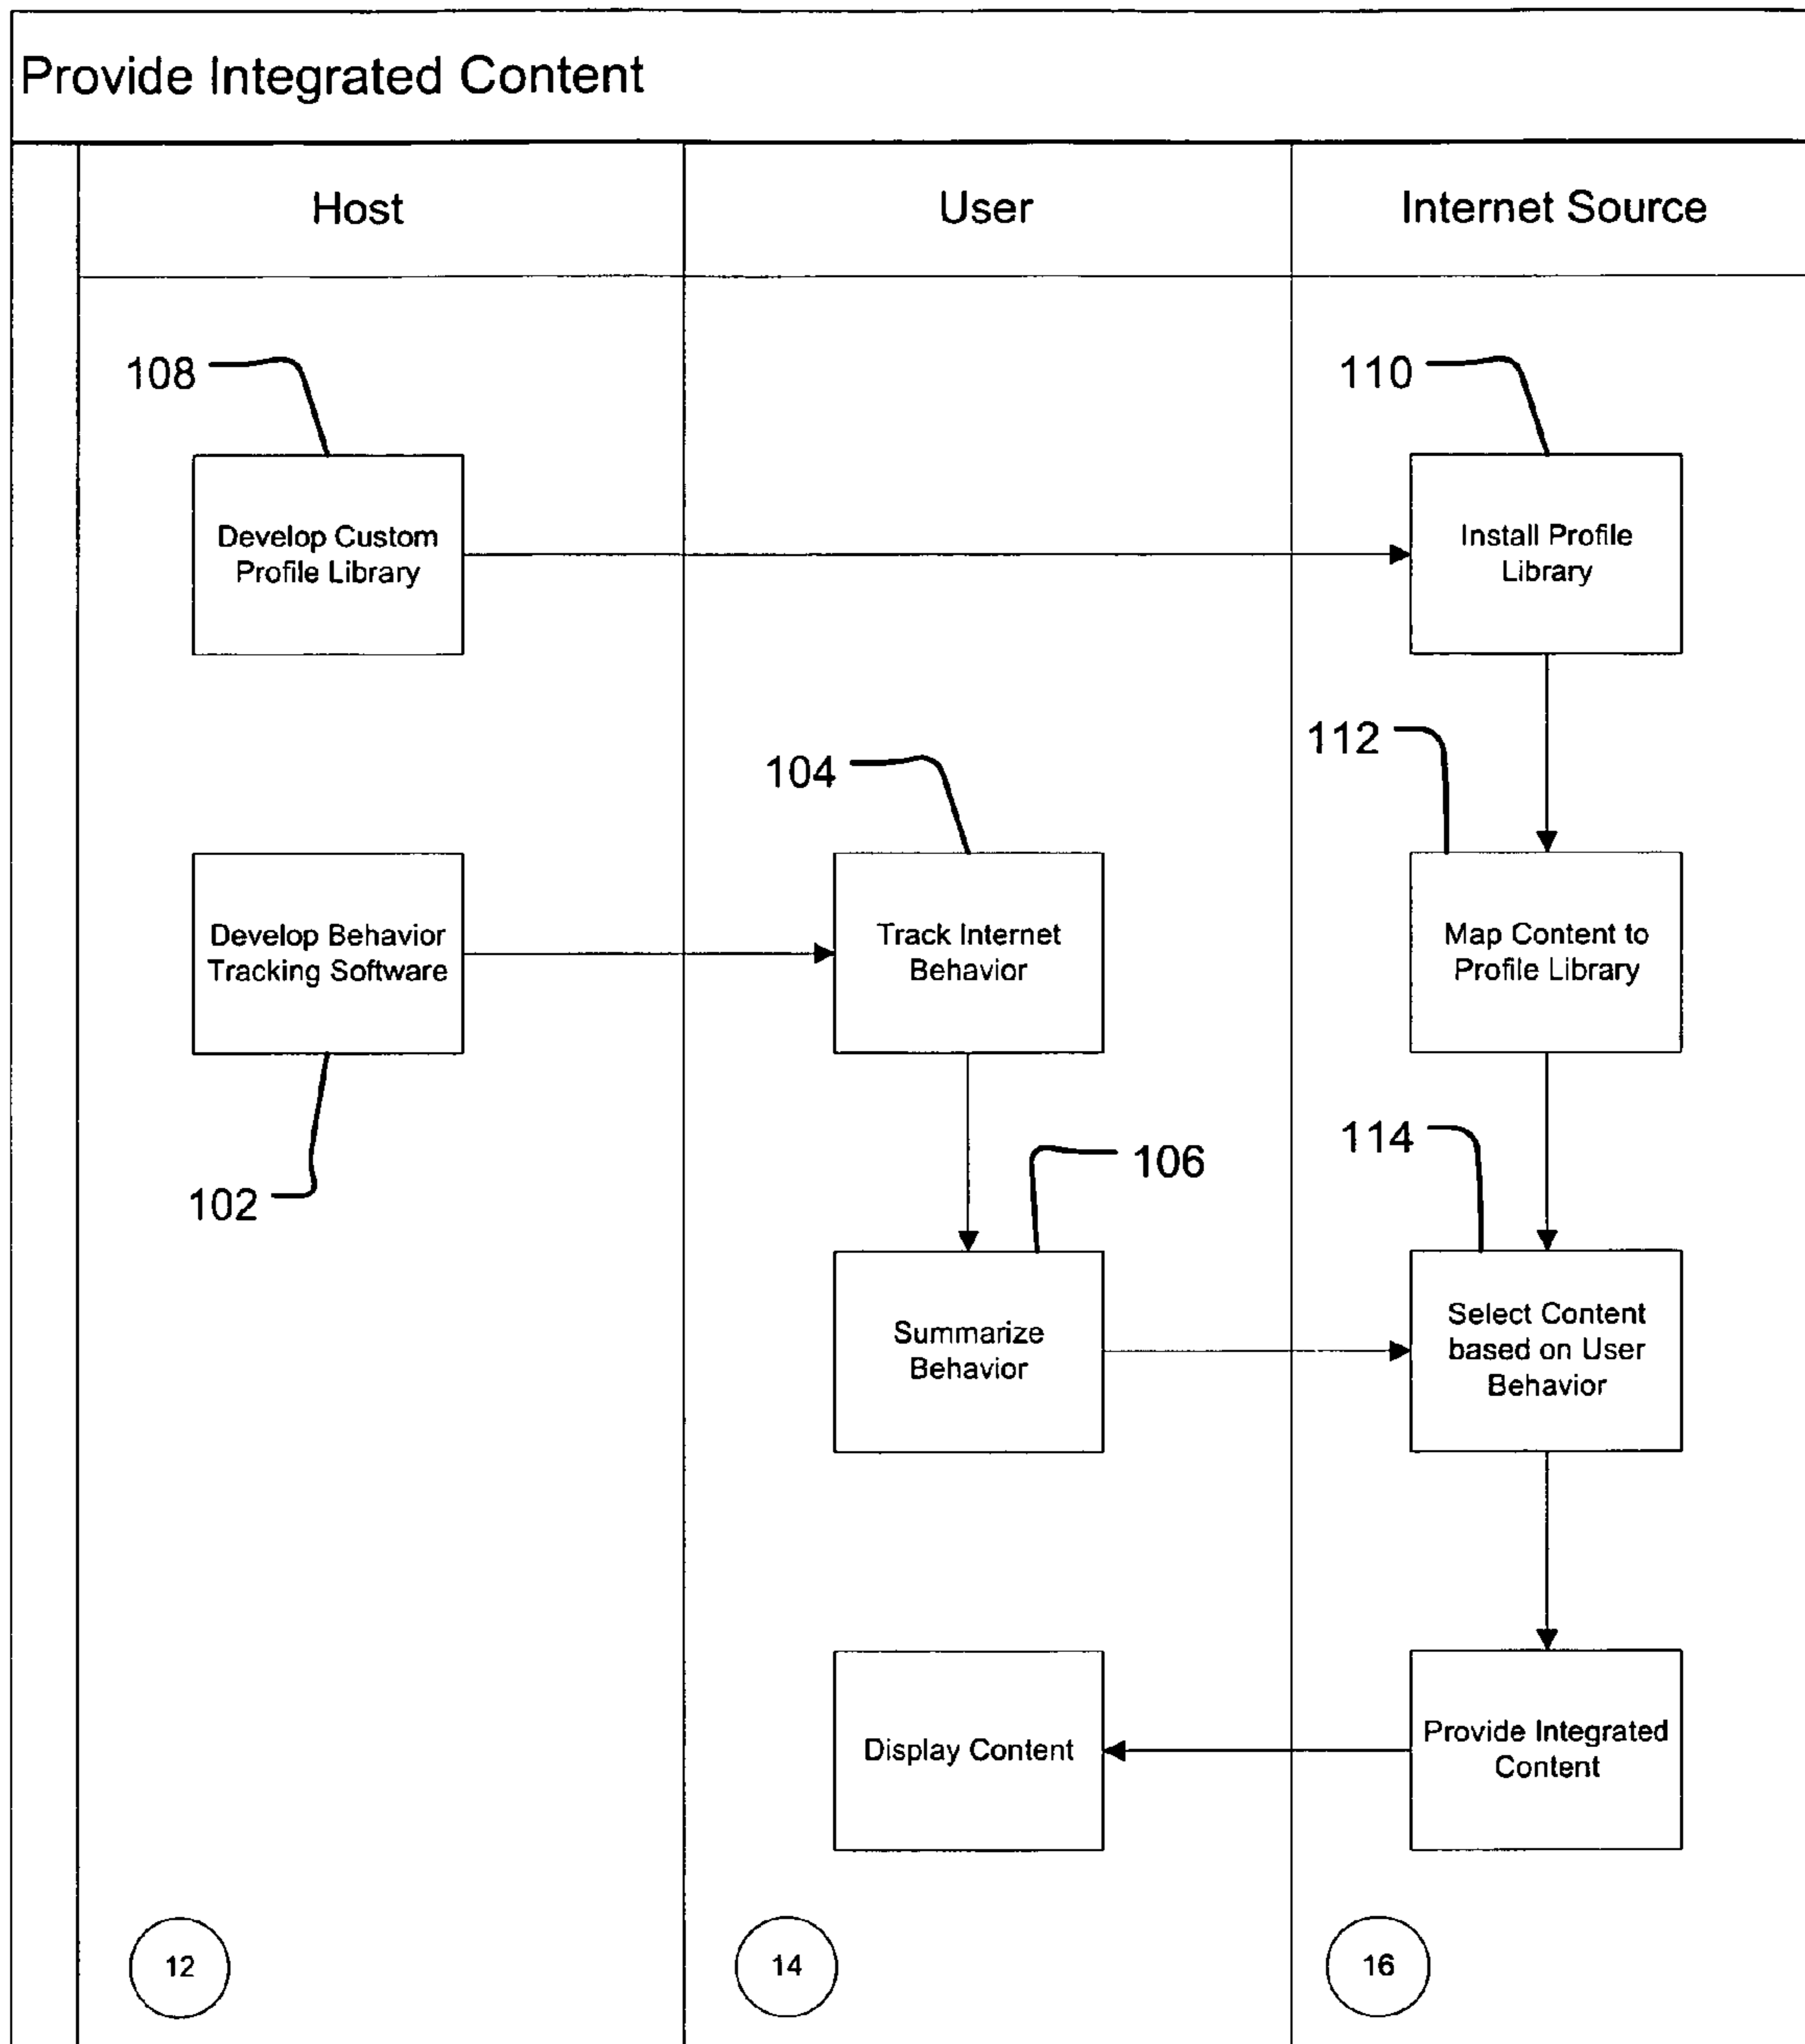 Provide Integrated Content
Host
User
Internet Source
108
110
Develop Custom
Profile Library
Install Profile
Library
112
104
Develop Behavior
Tracking Software
Track Internet
Behavior
Map Content to
Profile Library
102
106
114
Summarize
Behavior
Select Content
based on User
Behavior
Display Content
Provide Integrated
Content
12
14
16